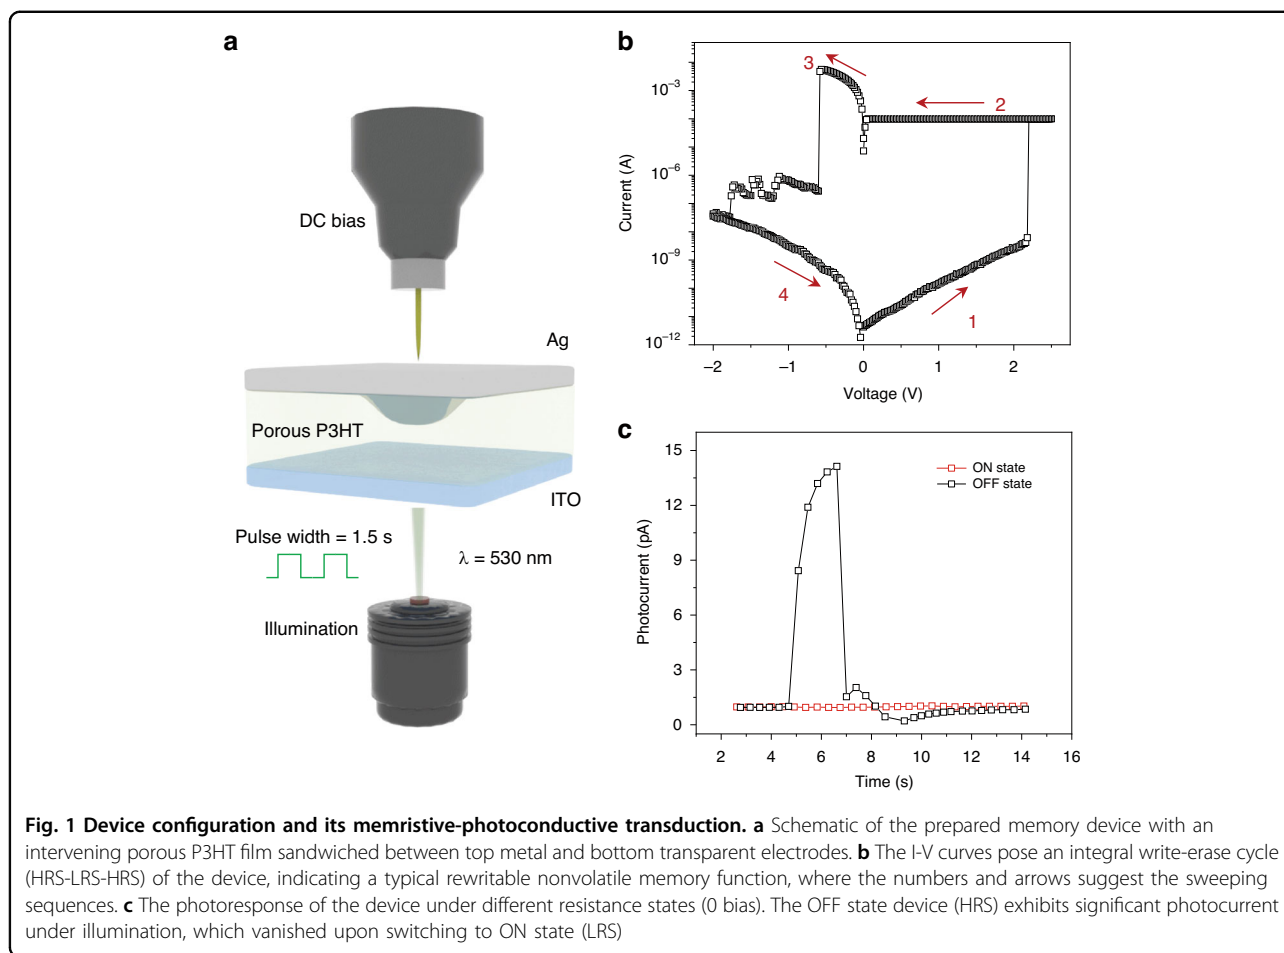 a
DC bias
Ag
Porous P3HT
ITO
Pulse width = 1.5 s
λ = 530 nm
Illumination
b
Current (A)
10⁻³
10⁻⁶
10⁻⁹
10⁻¹²
3
2
4
1
−2
−1
0
1
2
Voltage (V)
c
Photocurrent (pA)
15
12
9
6
3
0
ON state
OFF state
2
4
6
8
10
12
14
16
Time (s)
Fig. 1 Device configuration and its memristive-photoconductive transduction. a Schematic of the prepared memory device with an
intervening porous P3HT film sandwiched between top metal and bottom transparent electrodes. b The I-V curves pose an integral write-erase cycle
(HRS-LRS-HRS) of the device, indicating a typical rewritable nonvolatile memory function, where the numbers and arrows suggest the sweeping
sequences. c The photoresponse of the device under different resistance states (0 bias). The OFF state device (HRS) exhibits significant photocurrent
under illumination, which vanished upon switching to ON state (LRS)